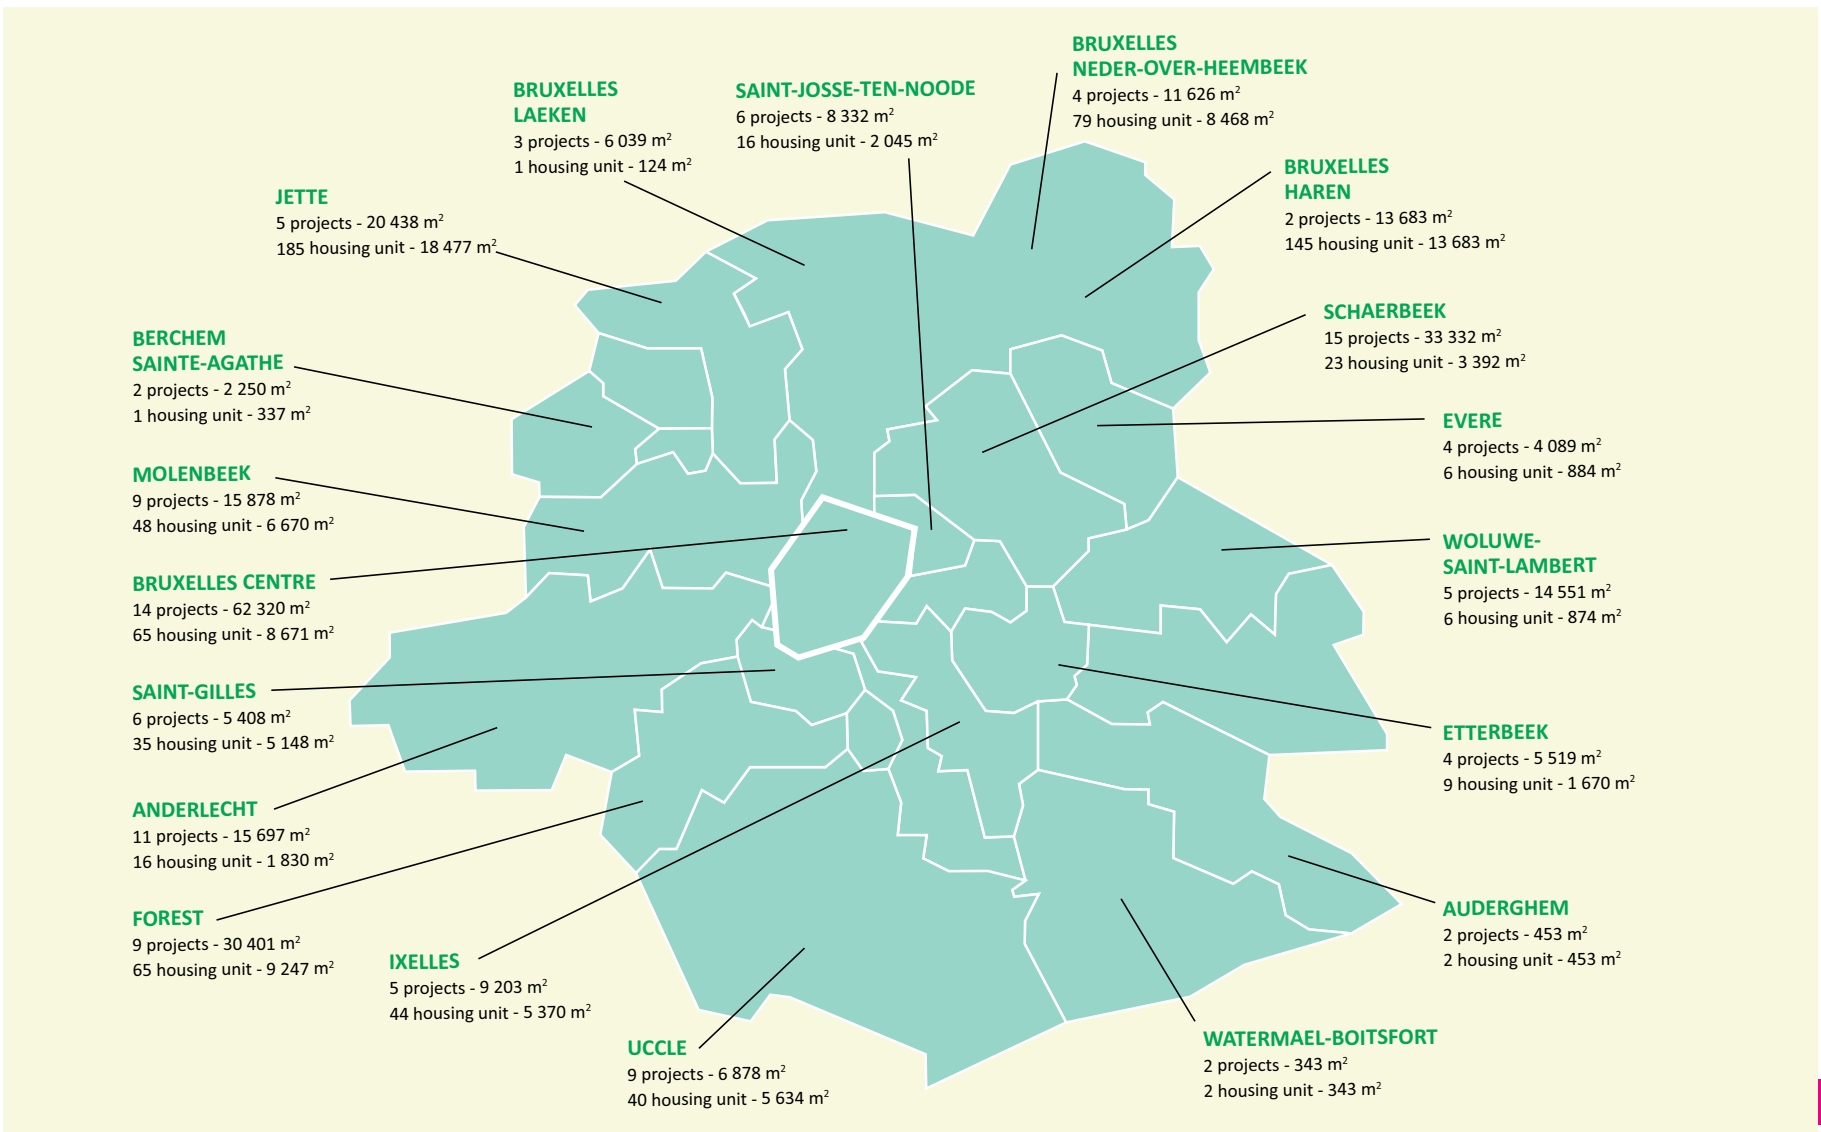 BRUXELLES
NEDER-OVER-HEEMBEEK
4 projects - 11 626 m²
79 housing unit - 8 468 m²
BRUXELLES
LAEKEN
3 projects - 6 039 m²
1 housing unit - 124 m²
SAINT-JOSSE-TEN-NOODE
6 projects - 8 332 m²
16 housing unit - 2 045 m²
BRUXELLES
HAREN
2 projects - 13 683 m²
145 housing unit - 13 683 m²
JETTE
5 projects - 20 438 m²
185 housing unit - 18 477 m²
SCHAERBEEK
15 projects - 33 332 m²
23 housing unit - 3 392 m²
BERCHEM
SAINTE-AGATHE
2 projects - 2 250 m²
1 housing unit - 337 m²
EVERE
4 projects - 4 089 m²
6 housing unit - 884 m²
MOLENBEEK
9 projects - 15 878 m²
48 housing unit - 6 670 m²
WOLUWE-
SAINT-LAMBERT
5 projects - 14 551 m²
6 housing unit - 874 m²
BRUXELLES CENTRE
14 projects - 62 320 m²
65 housing unit - 8 671 m²
SAINT-GILLES
6 projects - 5 408 m²
35 housing unit - 5 148 m²
ETTERBEEK
4 projects - 5 519 m²
9 housing unit - 1 670 m²
ANDERLECHT
11 projects - 15 697 m²
16 housing unit - 1 830 m²
FOREST
9 projects - 30 401 m²
65 housing unit - 9 247 m²
AUDERGHEM
2 projects - 453 m²
2 housing unit - 453 m²
IXELLES
5 projects - 9 203 m²
44 housing unit - 5 370 m²
UCCLE
9 projects - 6 878 m²
40 housing unit - 5 634 m²
WATERMAEL-BOITSFORT
2 projects - 343 m²
2 housing unit - 343 m²